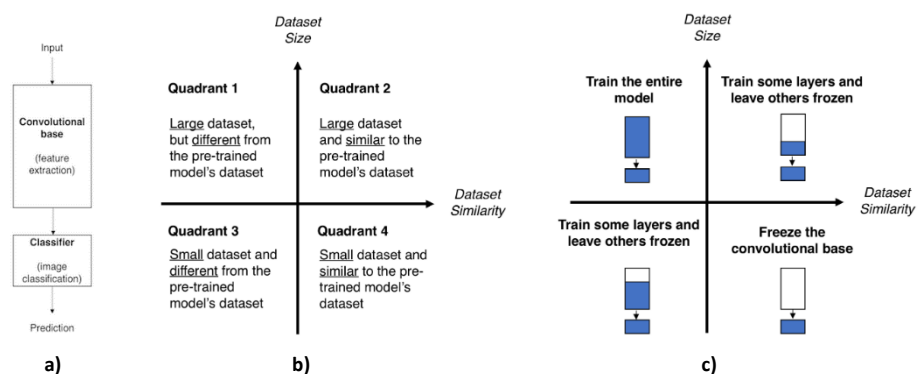 Input
Convolutional
base
(feature
extraction)
Classifier
(image
classification)
Prediction
a)
Dataset
Size
Quadrant 1
Large dataset,
but different from
the pre-trained
model's dataset
Quadrant 2
Large dataset
and similar to the
pre-trained
model's dataset
Dataset
Similarity
Quadrant 3
Small dataset and
different from the
pre-trained
model's dataset
Quadrant 4
Small dataset and
similar to the pre-
trained model's
dataset
b)
Dataset
Size
Train the entire
model
Train some layers and
leave others frozen
Dataset
Similarity
Train some layers and
leave others frozen
Freeze the
convolutional base
c)